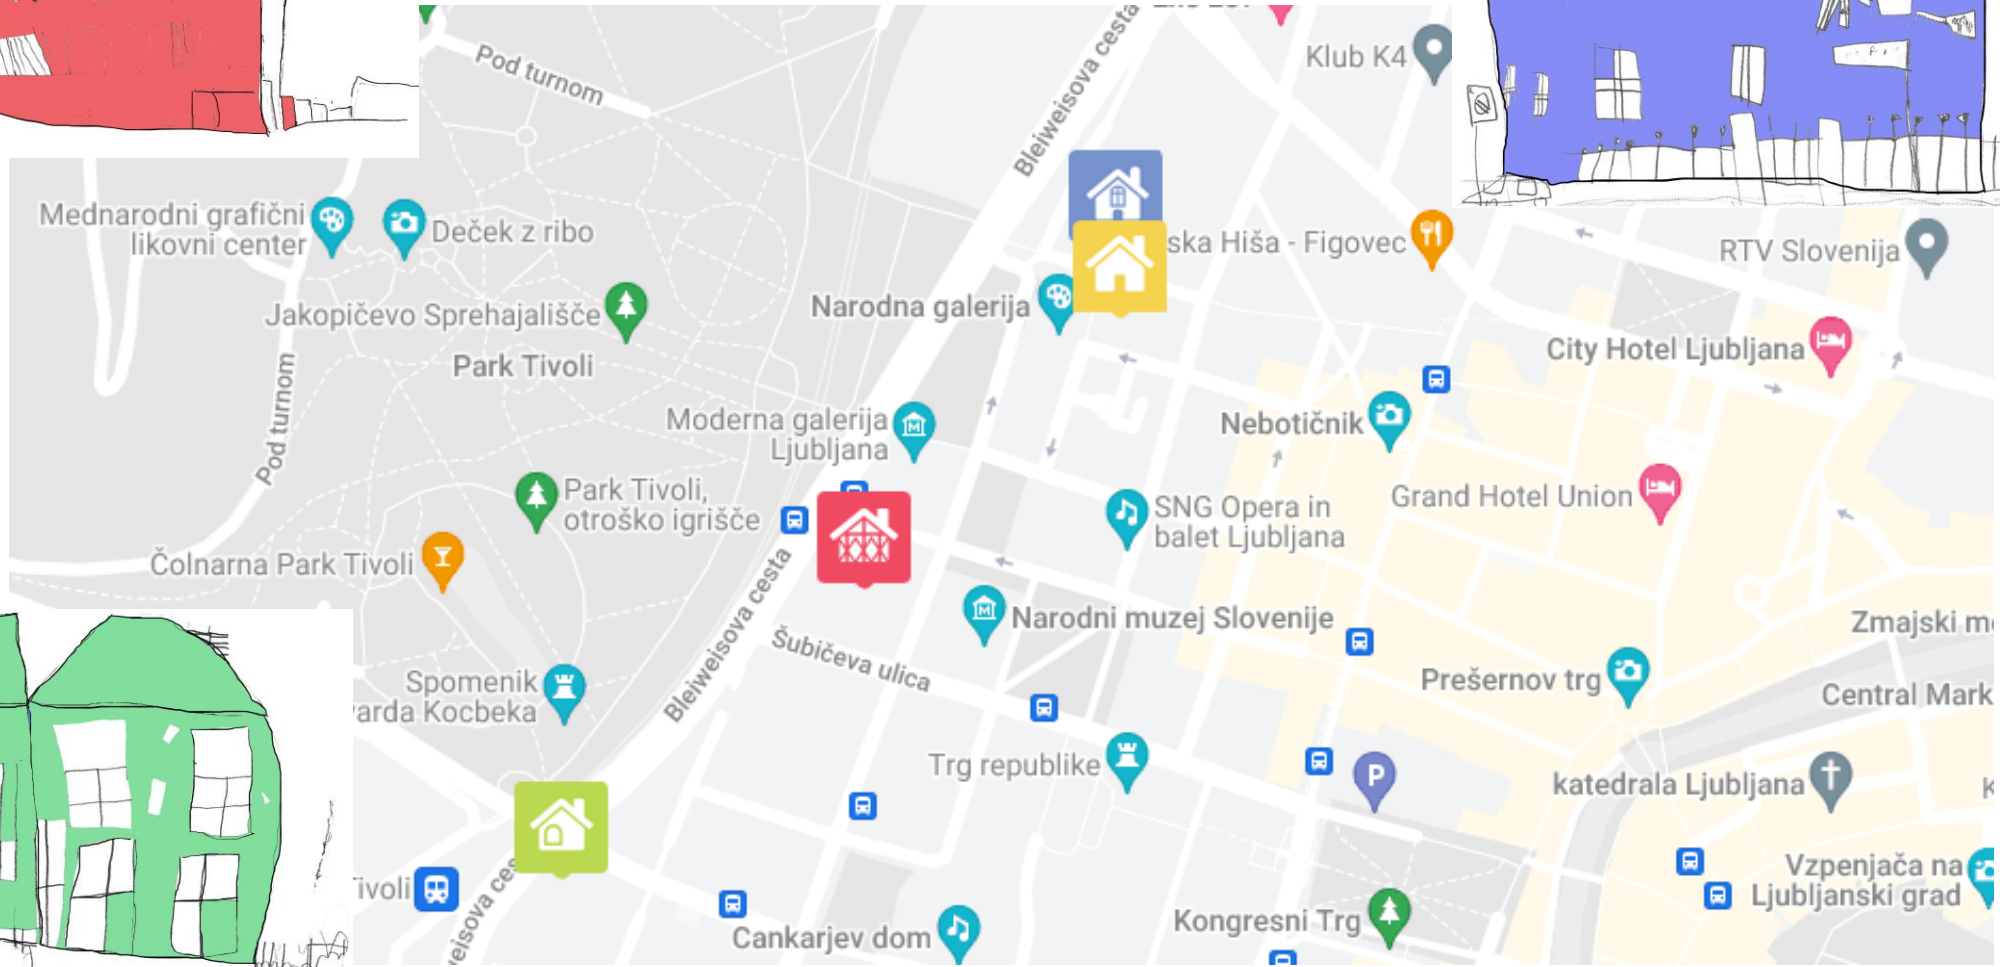 Pod turnom
Bleiweisova cesta
Klub K4
Mednarodni grafični
likovni center
Deček z ribo
ska Hiša - Figovec
RTV Slovenija
Jakopičevo Sprehajališče
Narodna galerija
Park Tivoli
City Hotel Ljubljana
Pod turnom
Moderna galerija
Ljubljana
Nebotičnik
Park Tivoli,
otroško igrišče
SNG Opera in
balet Ljubljana
Grand Hotel Union
Čolnarna Park Tivoli
Bleiweisova cesta
Narodni muzej Slovenije
Zmajski m
Šubičeva ulica
Spomenik
varda Kocbeka
Prešernov trg
Central Mark
Trg republike
P
katedrala Ljubljana
K
ivoli
eisova ces
Vzpenjača na
Ljubljanski grad
Cankarjev dom
Kongresni Trg